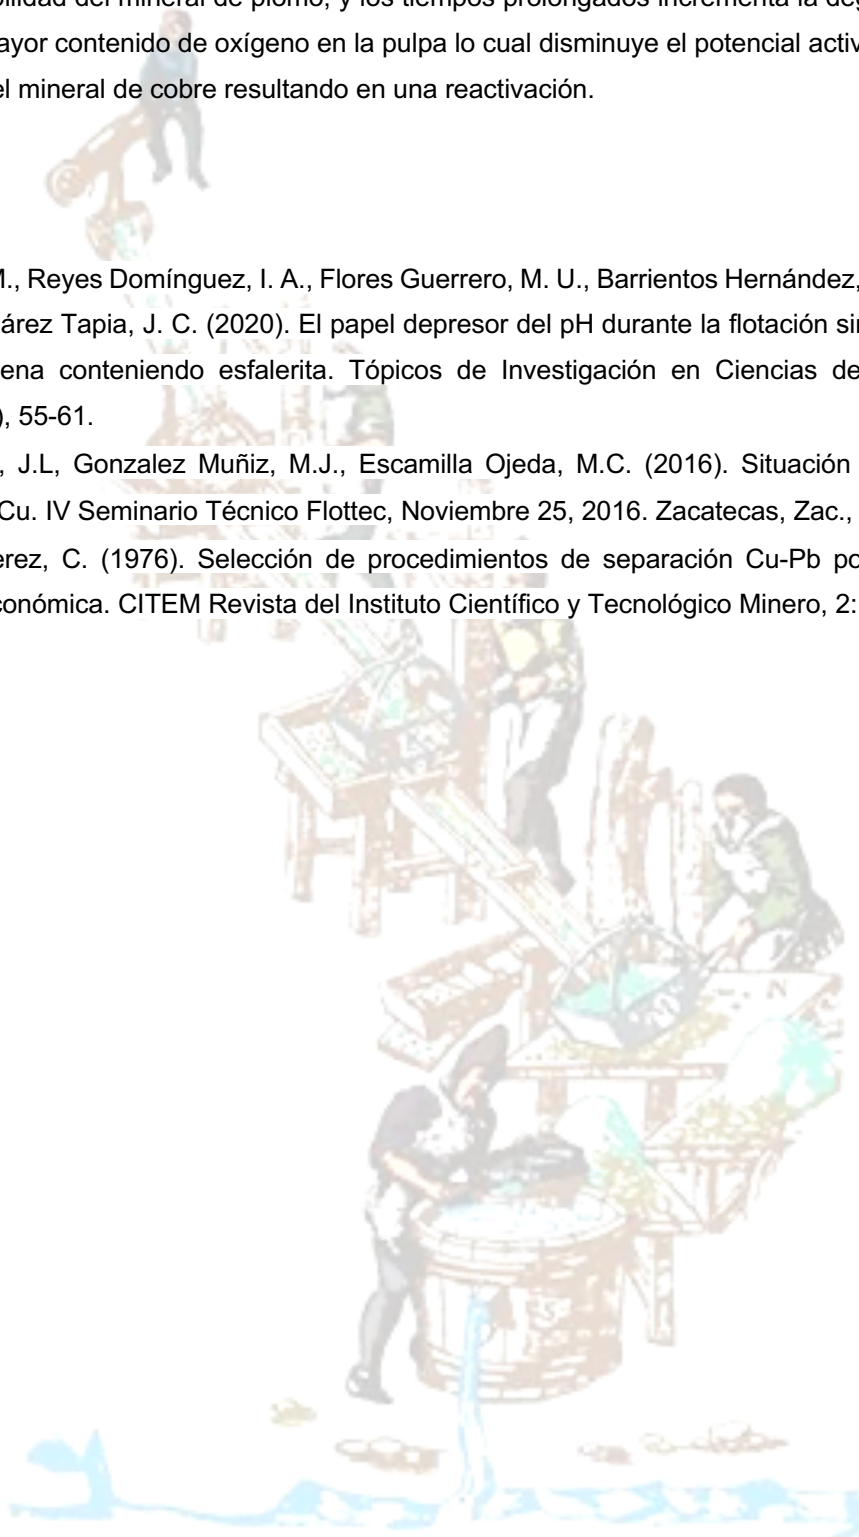 bilidad del mineral de plomo, y los tiempos prolongados incrementa la deg
ayor contenido de oxígeno en la pulpa lo cual disminuye el potencial activ
el mineral de cobre resultando en una reactivación.
M., Reyes Domínguez, I. A., Flores Guerrero, M. U., Barrientos Hernández,
árez Tapia, J. C. (2020). El papel depresor del pH durante la flotación sin
ena conteniendo esfalerita. Tópicos de Investigación en Ciencias de
), 55-61.
, J.L, Gonzalez Muñiz, M.J., Escamilla Ojeda, M.C. (2016). Situación
Cu. IV Seminario Técnico Flottec, Noviembre 25, 2016. Zacatecas, Zac.,
erez, C. (1976). Selección de procedimientos de separación Cu-Pb po
conómica. CITEM Revista del Instituto Científico y Tecnológico Minero, 2: